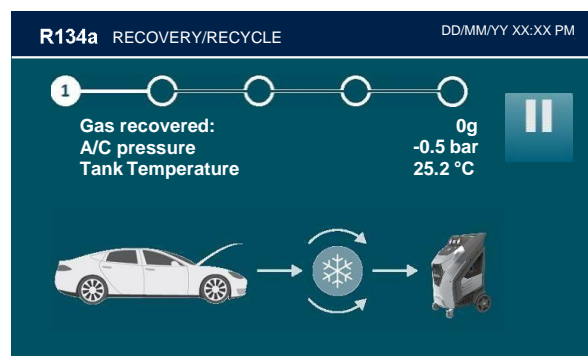 R134a RECOVERY/RECYCLE DD/MM/YY XX:XX PM
1
Gas recovered: 0g
A/C pressure -0.5 bar
Tank Temperature 25.2 °C